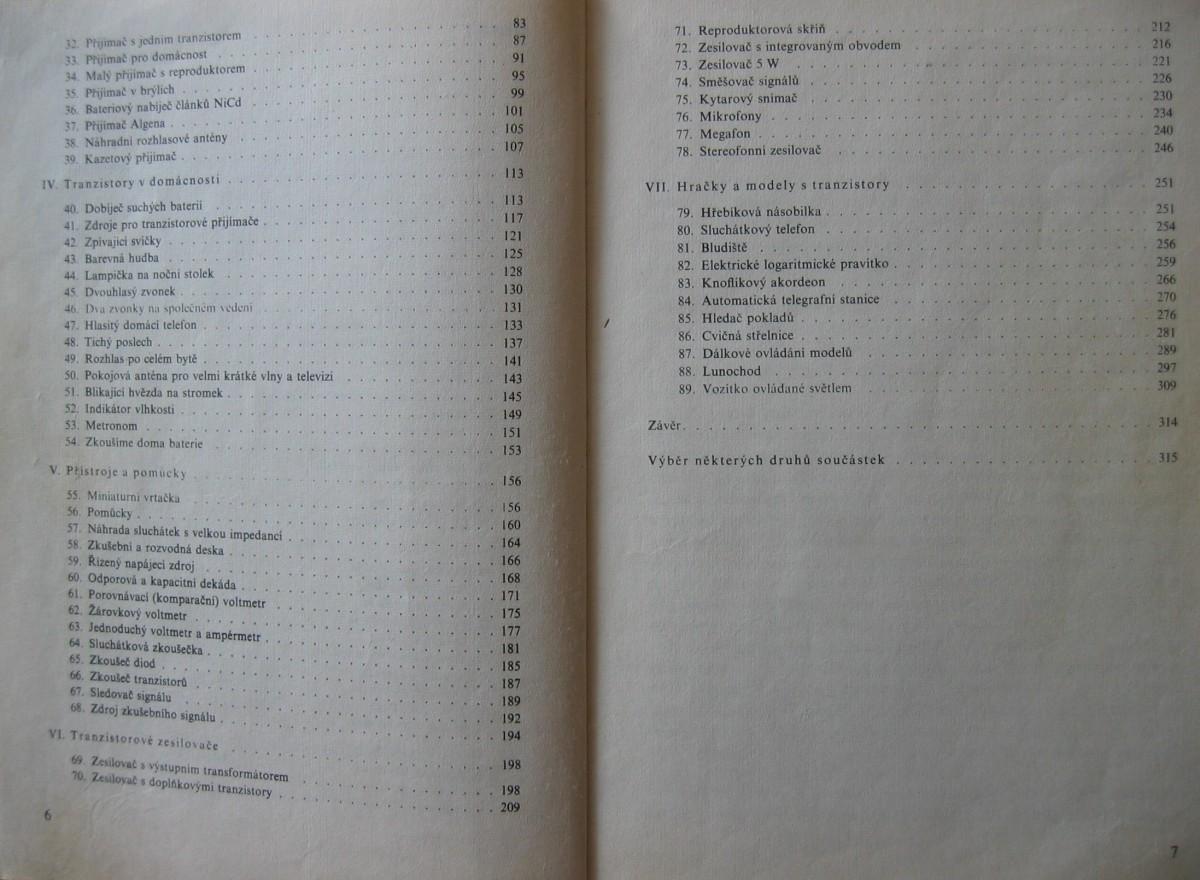 32. Přijímač s jedním tranzistorem . . . 83
33. Přijímač pro domácnost . . . 87
34. Malý přijímač s reproduktorem . . . 91
35. Přijímač v brýlích . . . 95
36. Bateriový nabíječ článků NiCd . . . 99
37. Přijímač Algena . . . 101
38. Náhradní rozhlasové antény . . . 105
39. Kazetový přijímač . . . 107
IV. Tranzistory v domácnosti . . . 113
40. Dobíječ suchých baterií . . . 113
41. Zdroje pro tranzistorové přijímače . . . 117
42. Zpívající svíčky . . . 121
43. Barevná hudba . . . 125
44. Lampička na noční stolek . . . 128
45. Dvouhlasý zvonek . . . 130
46. Dva zvonky na společném vedení . . . 131
47. Hlasitý domácí telefon . . . 133
48. Tichý poslech . . . 137
49. Rozhlas po celém bytě . . . 141
50. Pokojová anténa pro velmi krátké vlny a televizi . . . 143
51. Blikající hvězda na stromek . . . 145
52. Indikátor vlhkosti . . . 149
53. Metronom . . . 151
54. Zkoušíme doma baterie . . . 153
V. Přístroje a pomůcky . . . 156
55. Miniaturní vrtačka . . . 156
56. Pomůcky . . . 160
57. Náhrada sluchátek s velkou impedancí . . . 164
58. Zkušební a rozvodná deska . . . 166
59. Řízený napájecí zdroj . . . 168
60. Odporová a kapacitní dekáda . . . 171
61. Porovnávací (komparační) voltmetr . . . 175
62. Žárovkový voltmetr . . . 177
63. Jednoduchý voltmetr a ampérmetr . . . 181
64. Sluchátková zkoušečka . . . 185
65. Zkoušeč diod . . . 187
66. Zkoušeč tranzistorů . . . 189
67. Sledovač signálu . . . 192
68. Zdroj zkušebního signálu . . . 194
VI. Tranzistorové zesilovače . . . 198
69. Zesilovač s výstupním transformátorem . . . 198
70. Zesilovač s doplňkovými tranzistory . . . 209
6
71. Reproduktorová skříň . . . 212
72. Zesilovač s integrovaným obvodem . . . 216
73. Zesilovač 5 W . . . 221
74. Směšovač signálů . . . 226
75. Kytarový snímač . . . 230
76. Mikrofony . . . 234
77. Megafon . . . 240
78. Stereofonní zesilovač . . . 246
VII. Hračky a modely s tranzistory . . . 251
79. Hřebíková násobilka . . . 251
80. Sluchátkový telefon . . . 254
81. Bludiště . . . 256
82. Elektrické logaritmické pravítko . . . 259
83. Knoflíkový akordeon . . . 266
84. Automatická telegrafní stanice . . . 270
85. Hledač pokladů . . . 276
86. Cvičná střelnice . . . 281
87. Dálkové ovládání modelů . . . 289
88. Lunochod . . . 297
89. Vozítko ovládané světlem . . . 309
Závěr . . . 314
Výběr některých druhů součástek . . . 315
7